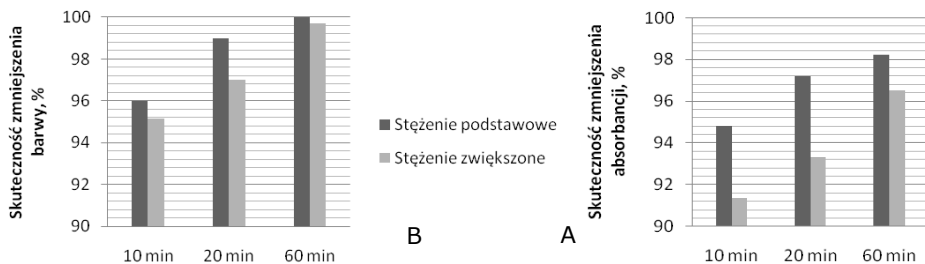 Skuteczność zmniejszenia
barwy, %
100
98
96
94
92
90
10 min 20 min 60 min
Stężenie podstawowe
Stężenie zwiększone
B
A
Skuteczność zmniejszenia
absorbancji, %
100
98
96
94
92
90
10 min 20 min 60 min